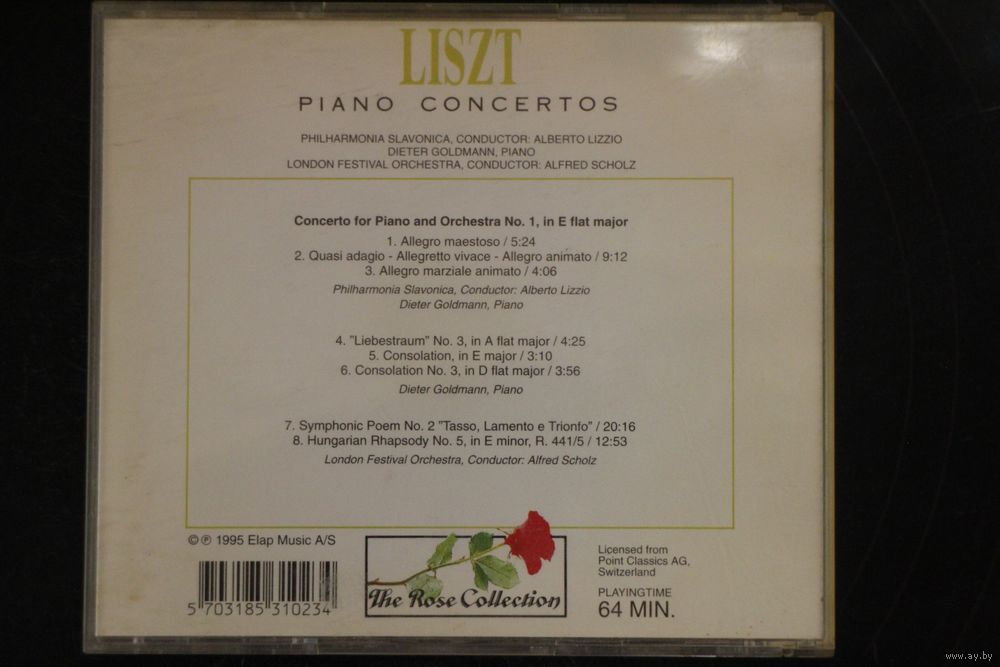 LISZT
PIANO CONCERTOS
PHILHARMONIA SLAVONICA, CONDUCTOR: ALBERTO LIZZIO
DIETER GOLDMANN, PIANO
LONDON FESTIVAL ORCHESTRA, CONDUCTOR: ALFRED SCHOLZ
Concerto for Piano and Orchestra No. 1, in E flat major
1. Allegro maestoso / 5:24
2. Quasi adagio - Allegretto vivace - Allegro animato / 9:12
3. Allegro marziale animato / 4:06
Philharmonia Slavonica, Conductor: Alberto Lizzio
Dieter Goldmann, Piano
4. "Liebestraum" No. 3, in A flat major / 4:25
5. Consolation, in E major / 3:10
6. Consolation No. 3, in D flat major / 3:56
Dieter Goldmann, Piano
7. Symphonic Poem No. 2 "Tasso, Lamento e Trionfo" / 20:16
8. Hungarian Rhapsody No. 5, in E minor, R. 441/5 / 12:53
London Festival Orchestra, Conductor: Alfred Scholz
©℗ 1995 Elap Music A/S
5 703185 310234
The Rose Collection
Licensed from
Point Classics AG,
Switzerland
PLAYINGTIME
64 MIN.
www.ay.by